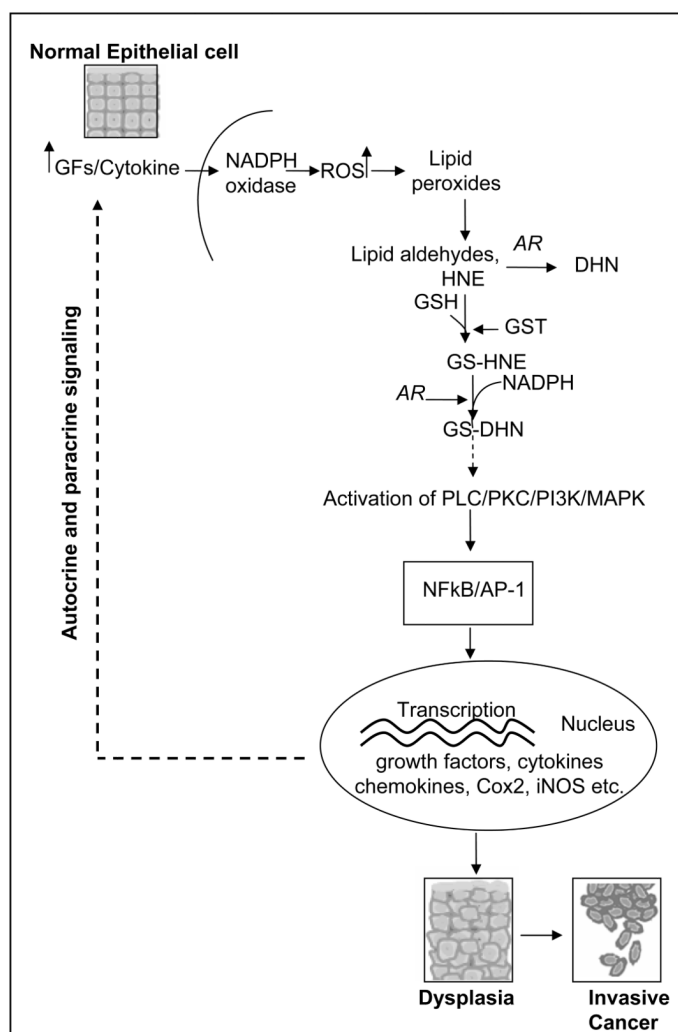 Normal Epithelial cell
GFs/Cytokine
NADPH
oxidase
ROS
Lipid
peroxides
Lipid aldehydes,
HNE
AR
DHN
GSH
GST
GS-HNE
AR
NADPH
GS-DHN
Activation of PLC/PKC/PI3K/MAPK
NFkB/AP-1
Transcription
Nucleus
growth factors, cytokines
chemokines, Cox2, iNOS etc.
Autocrine and paracrine signaling
Dysplasia
Invasive
Cancer